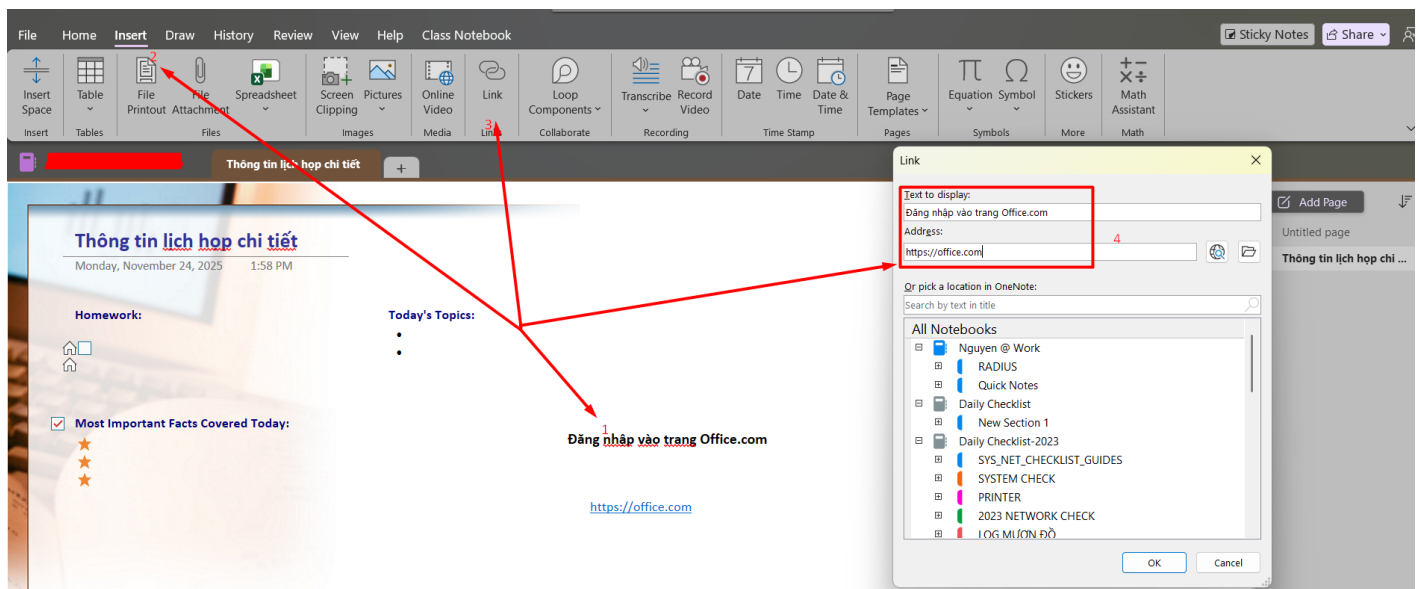 File Home Insert Draw History Review View Help Class Notebook
Sticky Notes Share
2
Insert Space
Table
File Printout
File Attachment
Spreadsheet
Screen Clipping
Pictures
Online Video
Link
Loop Components
Transcribe
Record Video
Date
Time
Date & Time
Page Templates
Equation
Symbol
Stickers
Math Assistant
3
Insert Tables Files Images Media Links Collaborate Recording Time Stamp Pages Symbols More Math
Thông tin lịch họp chi tiết
+
Thông tin lịch họp chi tiết
Monday, November 24, 2025 1:58 PM
Homework:
Today's Topics:
Most Important Facts Covered Today:
1
Đăng nhập vào trang Office.com
https://office.com
Link
Text to display:
Đăng nhập vào trang Office.com
Address:
4
https://office.com
Or pick a location in OneNote:
Search by text in title
All Notebooks
Nguyen @ Work
RADIUS
Quick Notes
Daily Checklist
New Section 1
Daily Checklist-2023
SYS_NET_CHECKLIST_GUIDES
SYSTEM CHECK
PRINTER
2023 NETWORK CHECK
LOG MƯỢN ĐỒ
OK Cancel
Add Page
Untitled page
Thông tin lịch họp chi ...